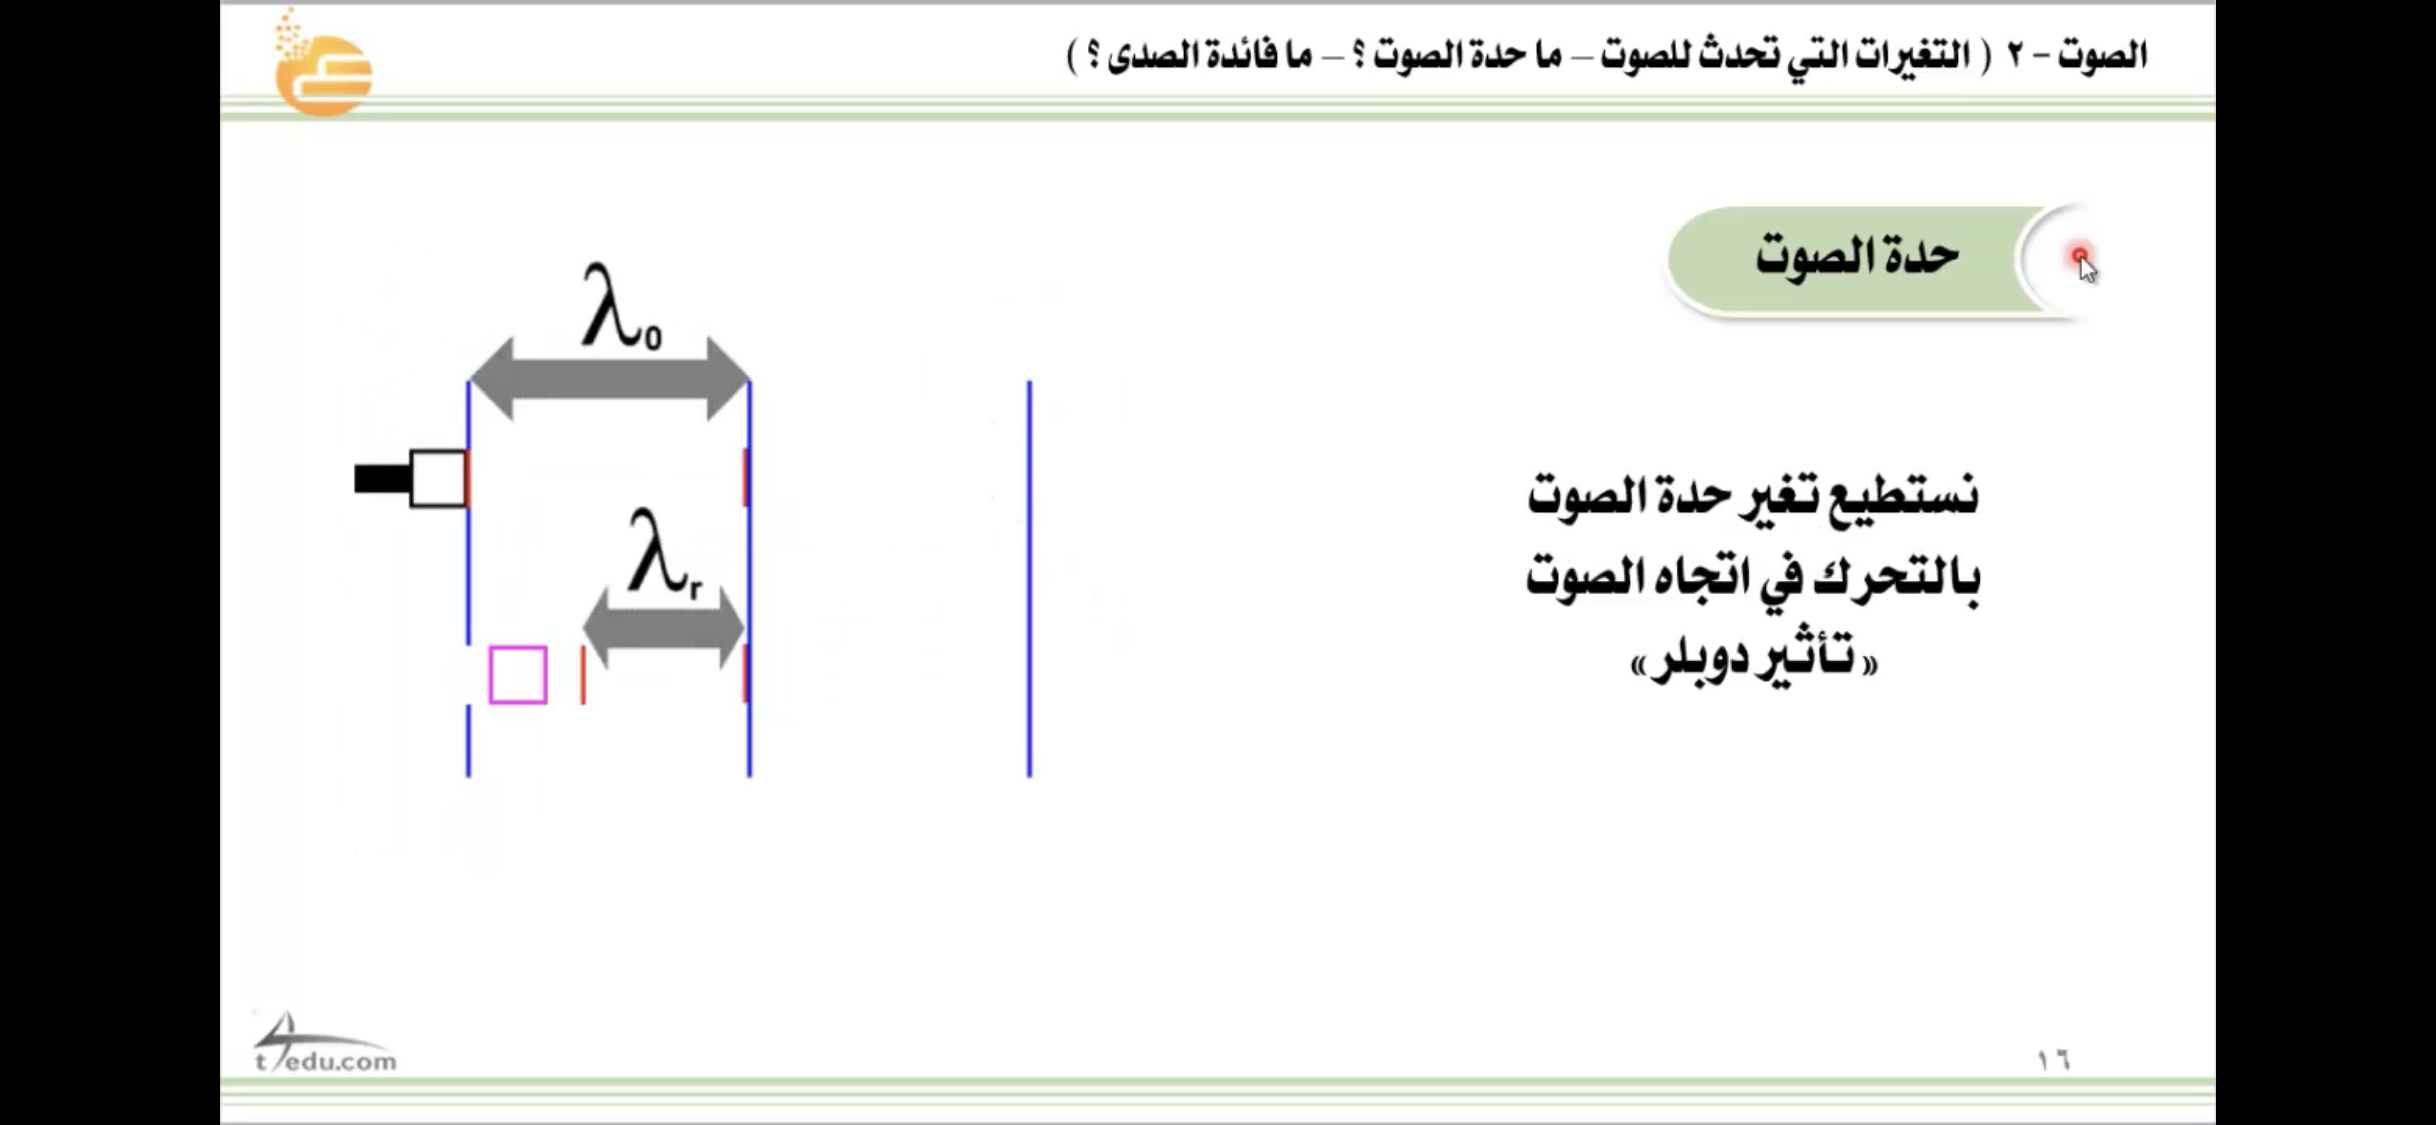 الصوت - ٢ ( التغيرات التي تحدث للصوت – ما حدة الصوت ؟ – ما فائدة الصدى ؟ )
حدة الصوت
λ0
λr
نستطيع تغير حدة الصوت
بالتحرك في اتجاه الصوت
« تأثير دوبلر »
t4edu.com
١٦